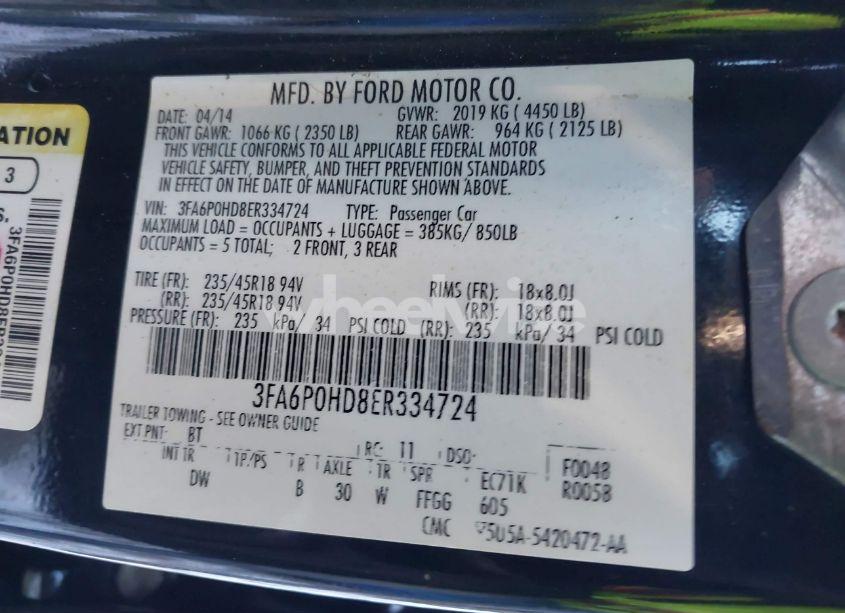 MFD. BY FORD MOTOR CO.
DATE: 04/14 GVWR: 2019 KG ( 4450 LB)
FRONT GAWR: 1066 KG ( 2350 LB) REAR GAWR: 964 KG ( 2125 LB)
THIS VEHICLE CONFORMS TO ALL APPLICABLE FEDERAL MOTOR
VEHICLE SAFETY, BUMPER, AND THEFT PREVENTION STANDARDS
IN EFFECT ON THE DATE OF MANUFACTURE SHOWN ABOVE.
VIN: 3FA6P0HD8ER334724 TYPE: Passenger Car
MAXIMUM LOAD = OCCUPANTS + LUGGAGE = 385KG/ 850LB
OCCUPANTS = 5 TOTAL; 2 FRONT, 3 REAR
TIRE (FR): 235/45R18 94V RIMS (FR): 18x8.0J
(RR): 235/45R18 94V (RR): 18x8.0J
PRESSURE (FR): 235 kPa/ 34 PSI COLD (RR): 235 kPa/ 34 PSI COLD
3FA6P0HD8ER334724
TRAILER TOWING - SEE OWNER GUIDE
EXT PNT: BT RC: 11 DSO:
INT TR TP/PS R AXLE TR SPR EC71K F0048
DW B 30 W FFGG 605 R0058
CMC 5U5A-5420472-AA
ATION
3
S.
3FA6P0HD8ER33
wheelwise